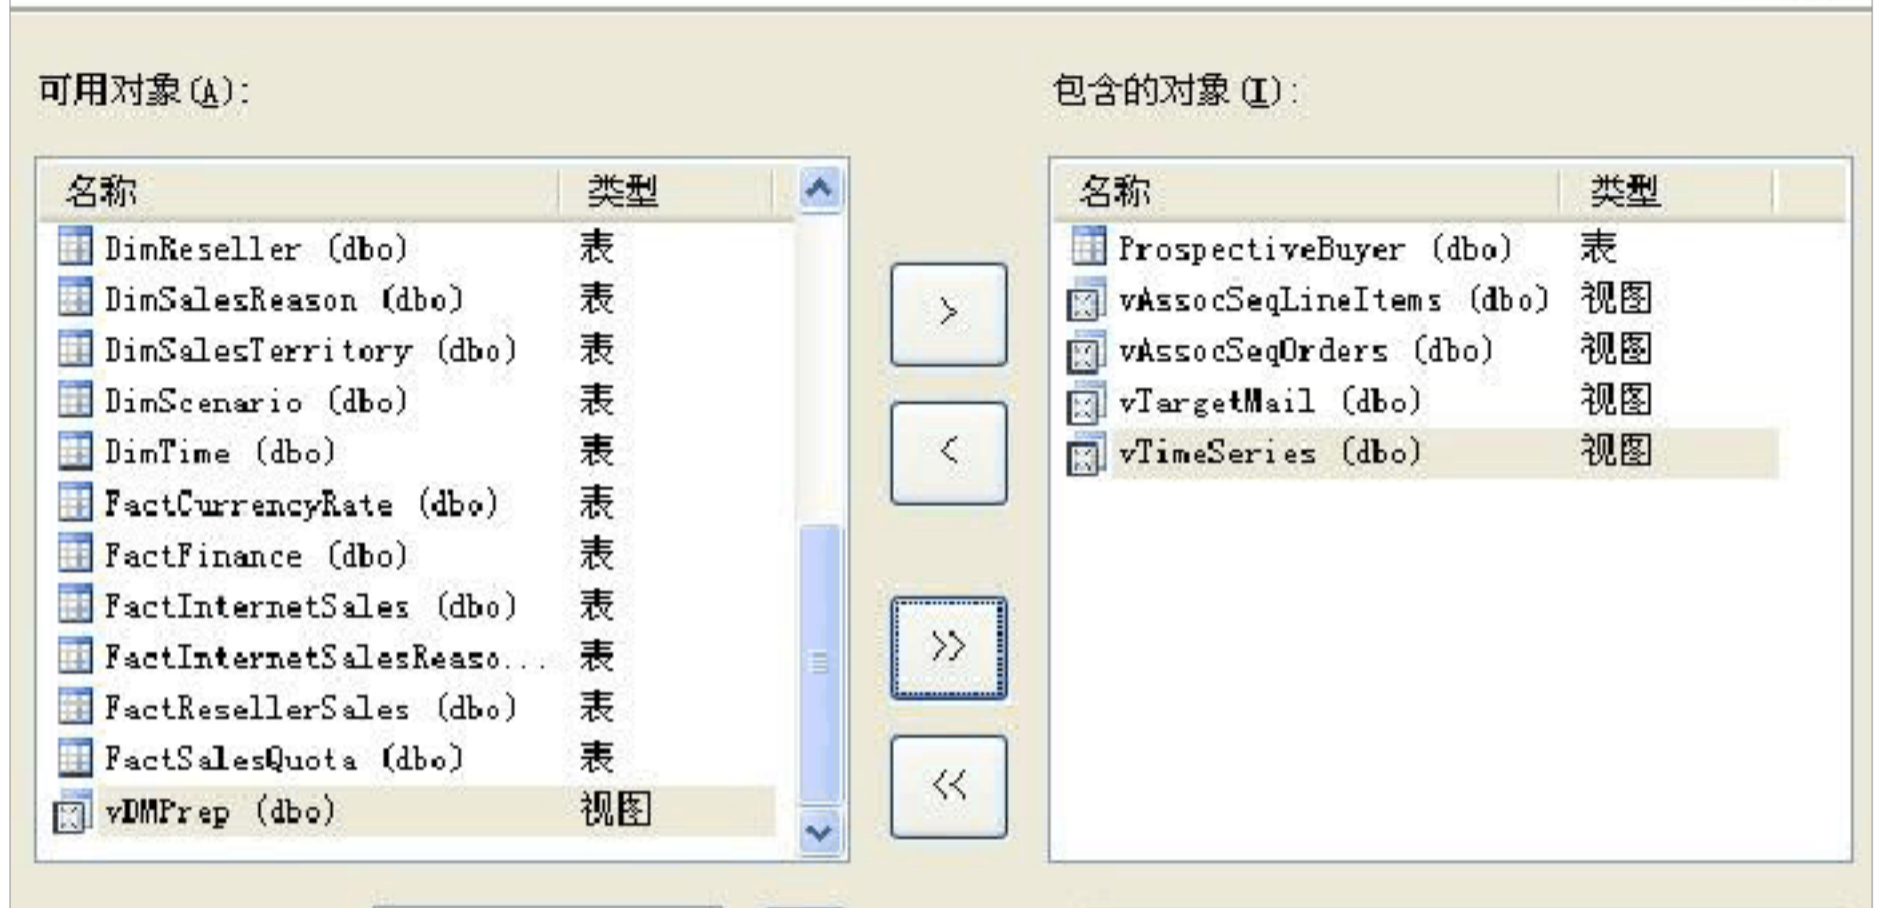 可用对象(A):
名称 类型
DimReseller (dbo) 表
DimSalesReason (dbo) 表
DimSalesTerritory (dbo) 表
DimScenario (dbo) 表
DimTime (dbo) 表
FactCurrencyRate (dbo) 表
FactFinance (dbo) 表
FactInternetSales (dbo) 表
FactInternetSalesReaso... 表
FactResellerSales (dbo) 表
FactSalesQuota (dbo) 表
vDMPrep (dbo) 视图
>
<
>>
<<
包含的对象(I):
名称 类型
ProspectiveBuyer (dbo) 表
vAssocSeqLineItems (dbo) 视图
vAssocSeqOrders (dbo) 视图
vTargetMail (dbo) 视图
vTimeSeries (dbo) 视图